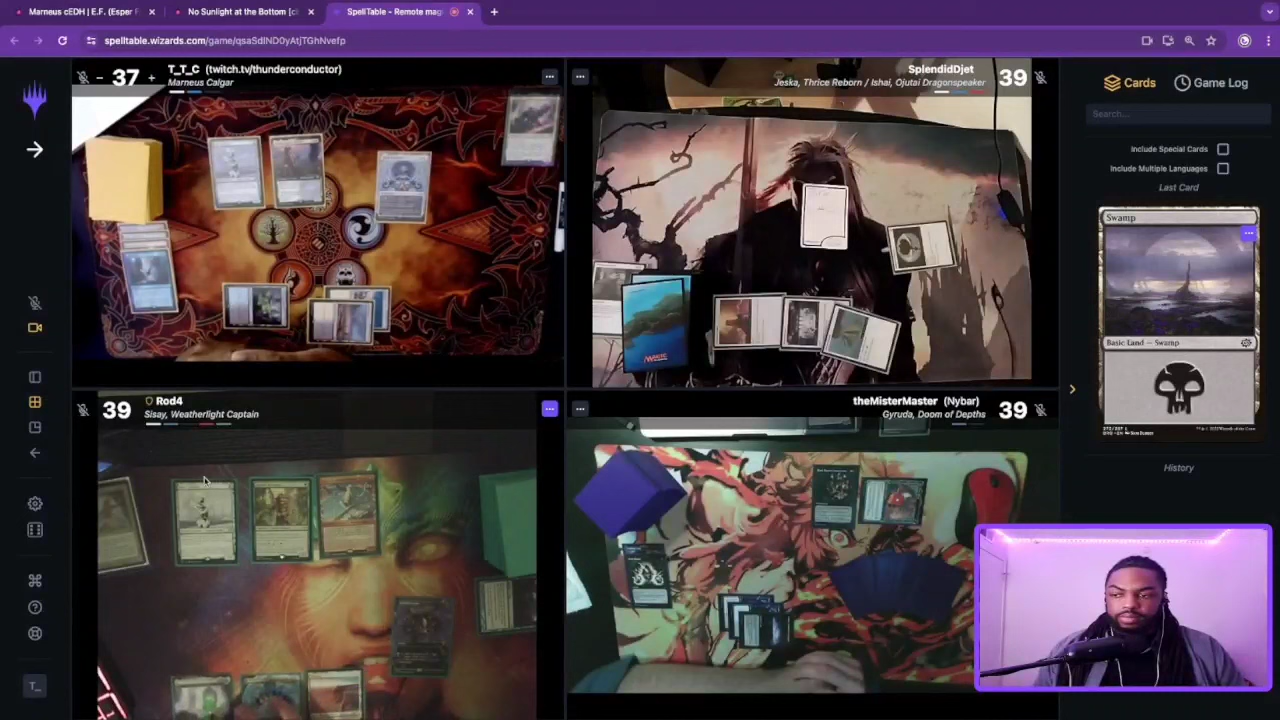 Marneus cEDH | E.F. (Esper P
No Sunlight at the Bottom [c
SpellTable - Remote mag
spelltable.wizards.com/game/qsaSdlND0yAtjTGhNvefp
37
T_T_C (twitch.tv/thunderconductor)
Marneus Calgar
SplendidDjet
Jeska, Thrice Reborn / Ishai, Ojutai Dragonspeaker
39
Cards
Game Log
Search...
Include Special Cards
Include Multiple Languages
Last Card
Swamp
Basic Land — Swamp
History
39
Rod4
Sisay, Weatherlight Captain
theMisterMaster (Nybar)
Gyruda, Doom of Depths
39
T_